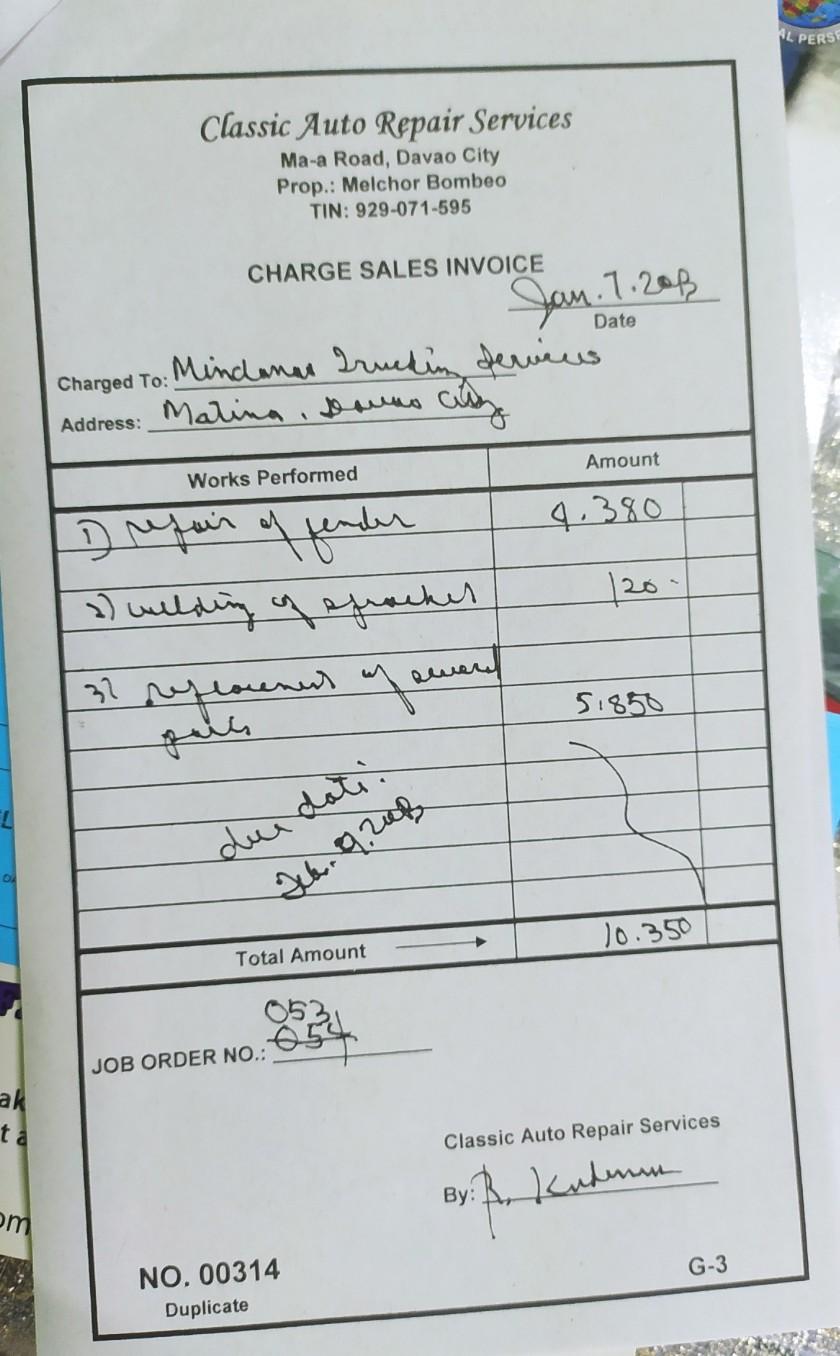 AL PERS
Classic Auto Repair Services
Ma-a Road, Davao City
Prop.: Melchor Bombeo
TIN: 929-071-595
CHARGE SALES INVOICE
Jan. 7. 2013
Date
Charged To: Mindanao Truckin Services
Address: Matina, Davao City
Works Performed Amount
1) repair of fender 4.380
2) welding of sprocket 120-
3) replacement of several
parts 5.850
due date:
Feb. 9. 2013
Total Amount 10.350
053
JOB ORDER NO.: 054
Classic Auto Repair Services
By: R.
NO. 00314 G-3
Duplicate